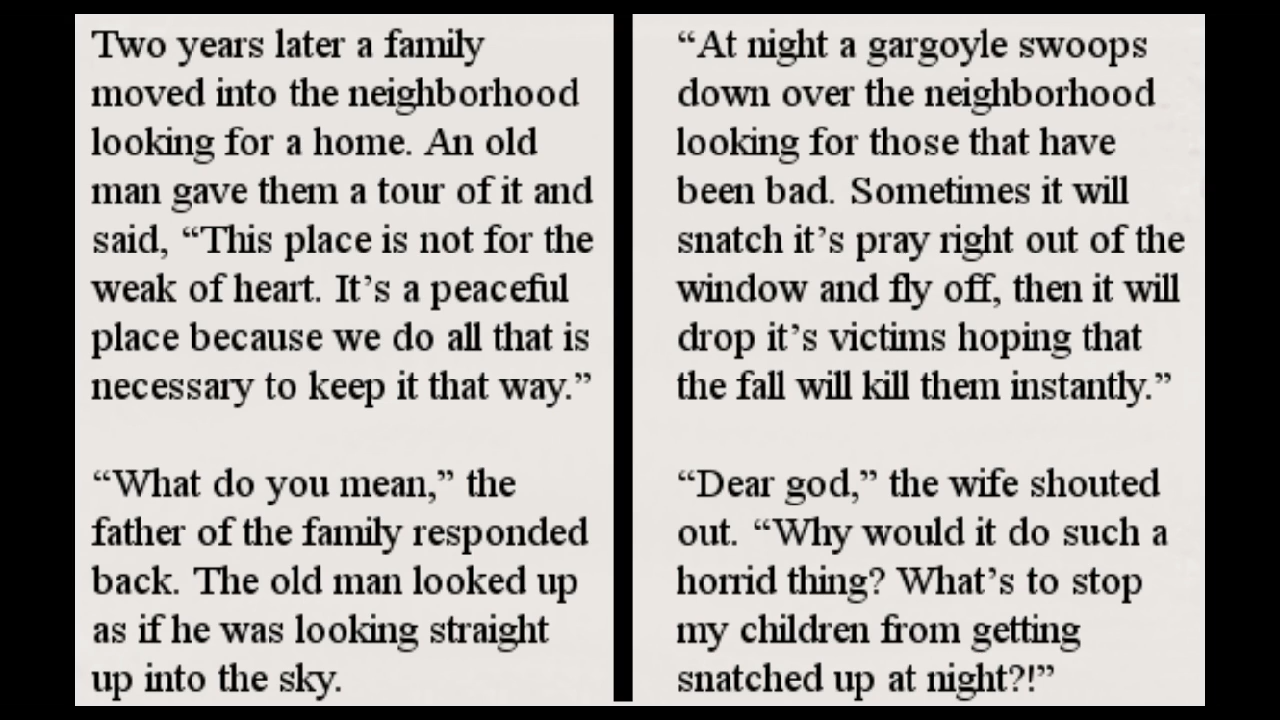 Two years later a family
moved into the neighborhood
looking for a home. An old
man gave them a tour of it and
said, “This place is not for the
weak of heart. It’s a peaceful
place because we do all that is
necessary to keep it that way.”
“What do you mean,” the
father of the family responded
back. The old man looked up
as if he was looking straight
up into the sky.
“At night a gargoyle swoops
down over the neighborhood
looking for those that have
been bad. Sometimes it will
snatch it’s pray right out of the
window and fly off, then it will
drop it’s victims hoping that
the fall will kill them instantly.”
“Dear god,” the wife shouted
out. “Why would it do such a
horrid thing? What’s to stop
my children from getting
snatched up at night?!”